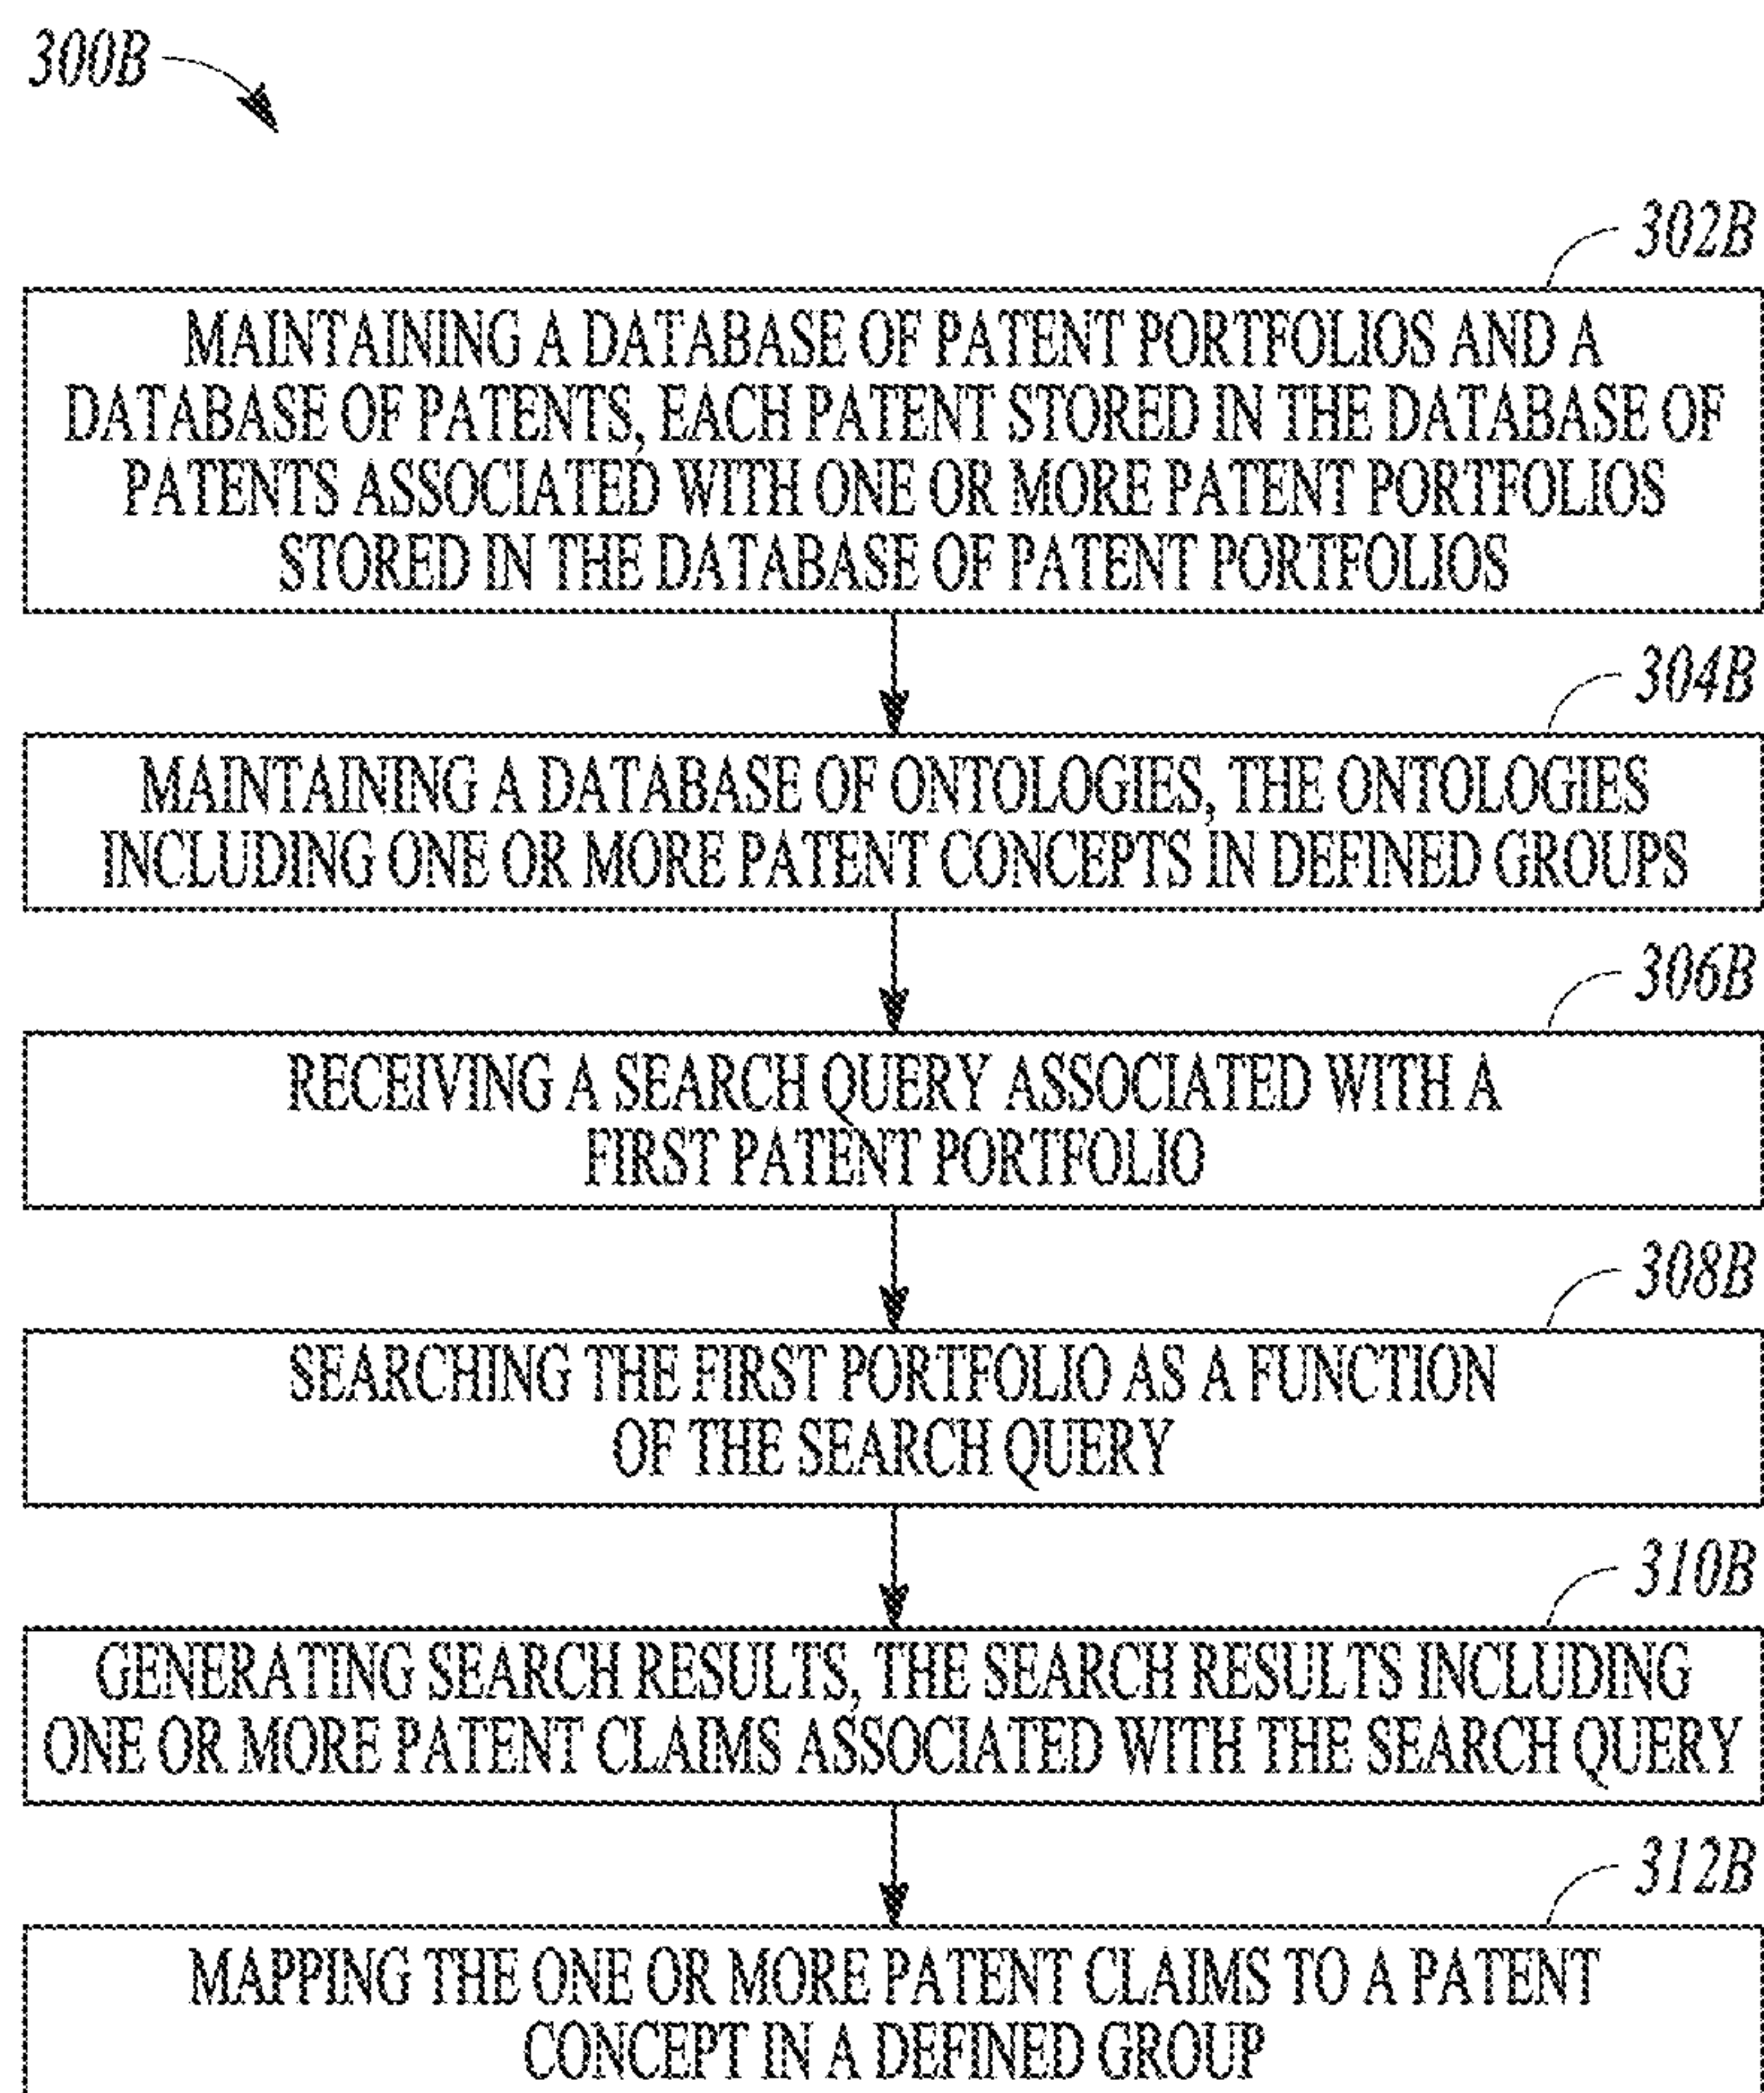 300B
302B
MAINTAINING A DATABASE OF PATENT PORTFOLIOS AND A
DATABASE OF PATENTS, EACH PATENT STORED IN THE DATABASE OF
PATENTS ASSOCIATED WITH ONE OR MORE PATENT PORTFOLIOS
STORED IN THE DATABASE OF PATENT PORTFOLIOS
304B
MAINTAINING A DATABASE OF ONTOLOGIES, THE ONTOLOGIES
INCLUDING ONE OR MORE PATENT CONCEPTS IN DEFINED GROUPS
306B
RECEIVING A SEARCH QUERY ASSOCIATED WITH A
FIRST PATENT PORTFOLIO
308B
SEARCHING THE FIRST PORTFOLIO AS A FUNCTION
OF THE SEARCH QUERY
310B
GENERATING SEARCH RESULTS, THE SEARCH RESULTS INCLUDING
ONE OR MORE PATENT CLAIMS ASSOCIATED WITH THE SEARCH QUERY
312B
MAPPING THE ONE OR MORE PATENT CLAIMS TO A PATENT
CONCEPT IN A DEFINED GROUP